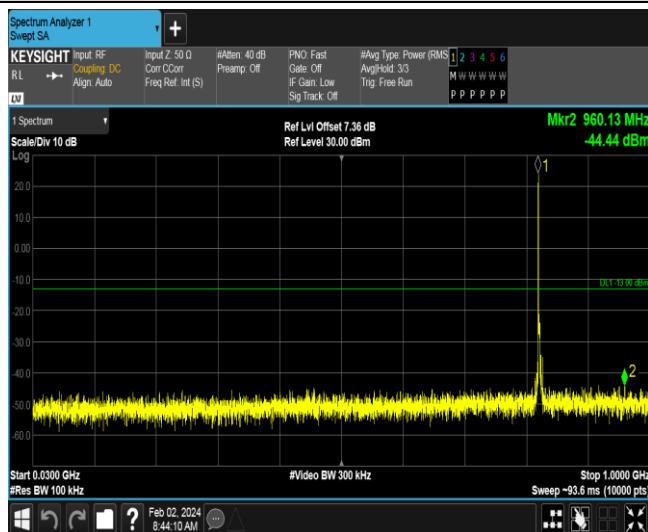 Spectrum Analyzer 1
Swept SA
+
KEYSIGHT Input: RF Input Z: 50 Ω #Atten: 40 dB PNO: Fast #Avg Type: Power (RMS 1 2 3 4 5 6
RL Coupling: DC Corr CCorr Preamp: Off Gate: Off Avg|Hold: 3/3 M W W W W W
Align: Auto Freq Ref: Int (S) IF Gain: Low Trig: Free Run
Sig Track: Off P P P P P P
LXI
1 Spectrum Ref Lvl Offset 7.36 dB Mkr2 960.13 MHz
Scale/Div 10 dB Ref Level 30.00 dBm -44.44 dBm
Log
1
20.0
10.0
0.00
-10.0 DL1 -13.00 dBm
-20.0
-30.0
-40.0 2
-50.0
-60.0
Start 0.0300 GHz #Video BW 300 kHz Stop 1.0000 GHz
#Res BW 100 kHz Sweep ~93.6 ms (10000 pts)
? Feb 02, 2024
8:44:10 AM